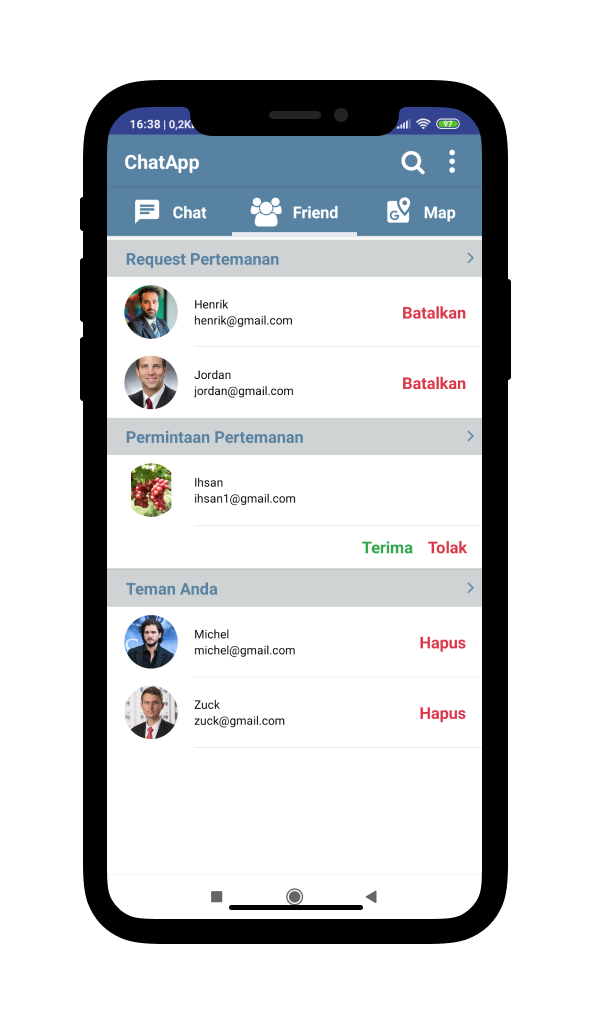 16:38 | 0,2K
97
ChatApp
Chat
Friend
G
Map
Request Pertemanan
Henrik
henrik@gmail.com
Batalkan
Jordan
jordan@gmail.com
Batalkan
Permintaan Pertemanan
Ihsan
ihsan1@gmail.com
Terima Tolak
Teman Anda
Michel
michel@gmail.com
Hapus
Zuck
zuck@gmail.com
Hapus